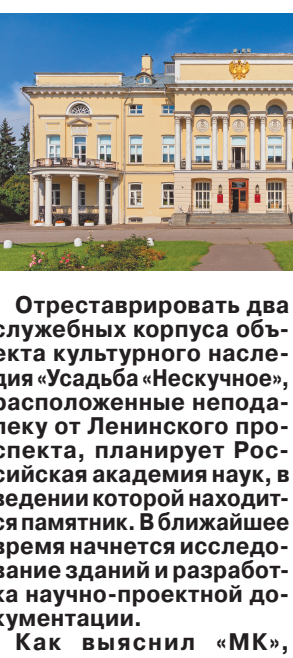 Отреставрировать два
служебных корпуса объ-
екта культурного насле-
дия «Усадьба «Нескучное»,
расположенные непода-
леку от Ленинского про-
спекта, планирует Рос-
сийская академия наук, в
ведении которой находит-
ся памятник. В ближайшее
время начнется исследо-
вание зданий и разработ-
ка научно-проектной до-
кументации.
Как выяснил «МК»,